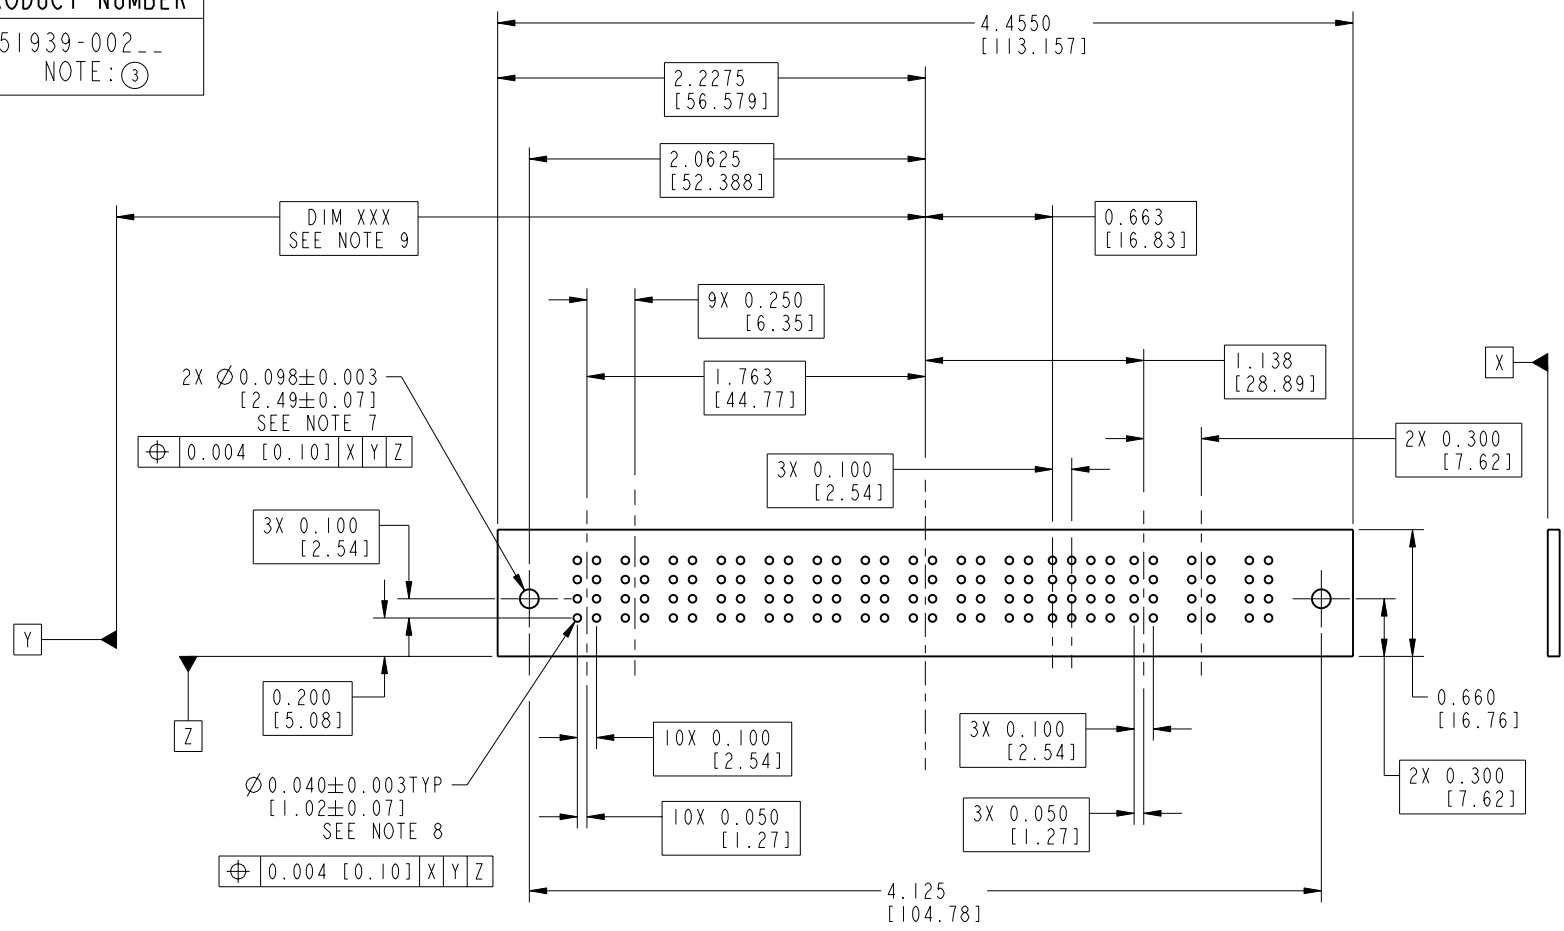 PRODUCT NUMBER
51939-002__
NOTE: 3
4.4550
[113.157]
2.2275
[56.579]
2.0625
[52.388]
DIM XXX
SEE NOTE 9
0.663
[16.83]
9X 0.250
[6.35]
1.763
[44.77]
1.138
[28.89]
X
2X Ø0.098±0.003
[2.49±0.07]
SEE NOTE 7
⌖ 0.004 [0.10] X Y Z
3X 0.100
[2.54]
2X 0.300
[7.62]
3X 0.100
[2.54]
Y
Z
0.200
[5.08]
10X 0.100
[2.54]
3X 0.100
[2.54]
0.660
[16.76]
Ø0.040±0.003TYP
[1.02±0.07]
SEE NOTE 8
⌖ 0.004 [0.10] X Y Z
10X 0.050
[1.27]
3X 0.050
[1.27]
2X 0.300
[7.62]
4.125
[104.78]